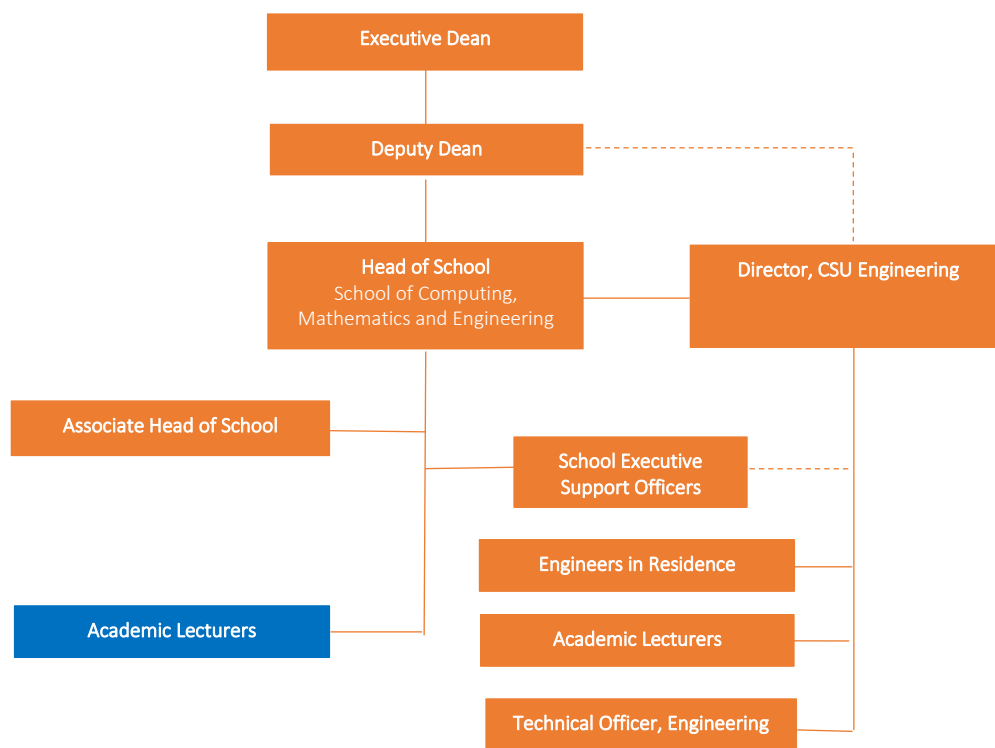 Executive Dean
Deputy Dean
Head of School
School of Computing,
Mathematics and Engineering
Director, CSU Engineering
Associate Head of School
School Executive
Support Officers
Engineers in Residence
Academic Lecturers
Academic Lecturers
Technical Officer, Engineering